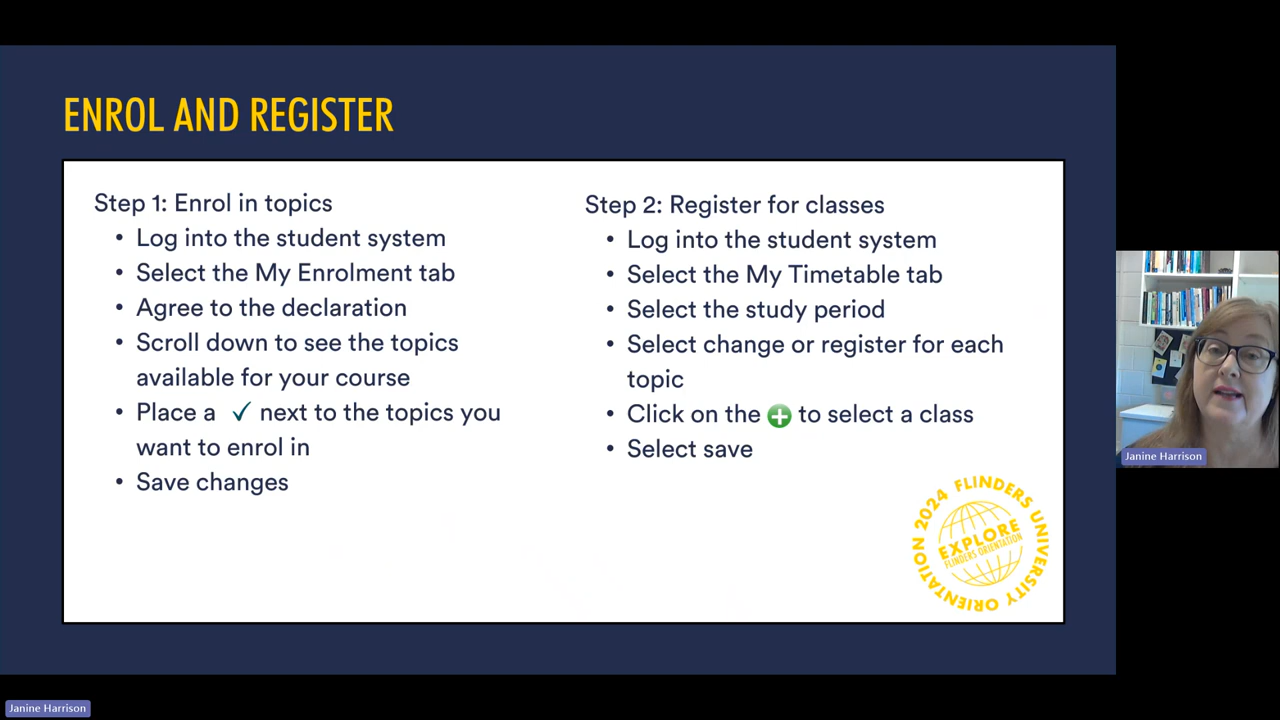 ENROL AND REGISTER
Step 1: Enrol in topics
• Log into the student system
• Select the My Enrolment tab
• Agree to the declaration
• Scroll down to see the topics
available for your course
• Place a ✓ next to the topics you
want to enrol in
• Save changes
Step 2: Register for classes
• Log into the student system
• Select the My Timetable tab
• Select the study period
• Select change or register for each
topic
• Click on the + to select a class
• Select save
FLINDERS UNIVERSITY ORIENTATION 2024
EXPLORE
FLINDERS ORIENTATION
Janine Harrison
Janine Harrison